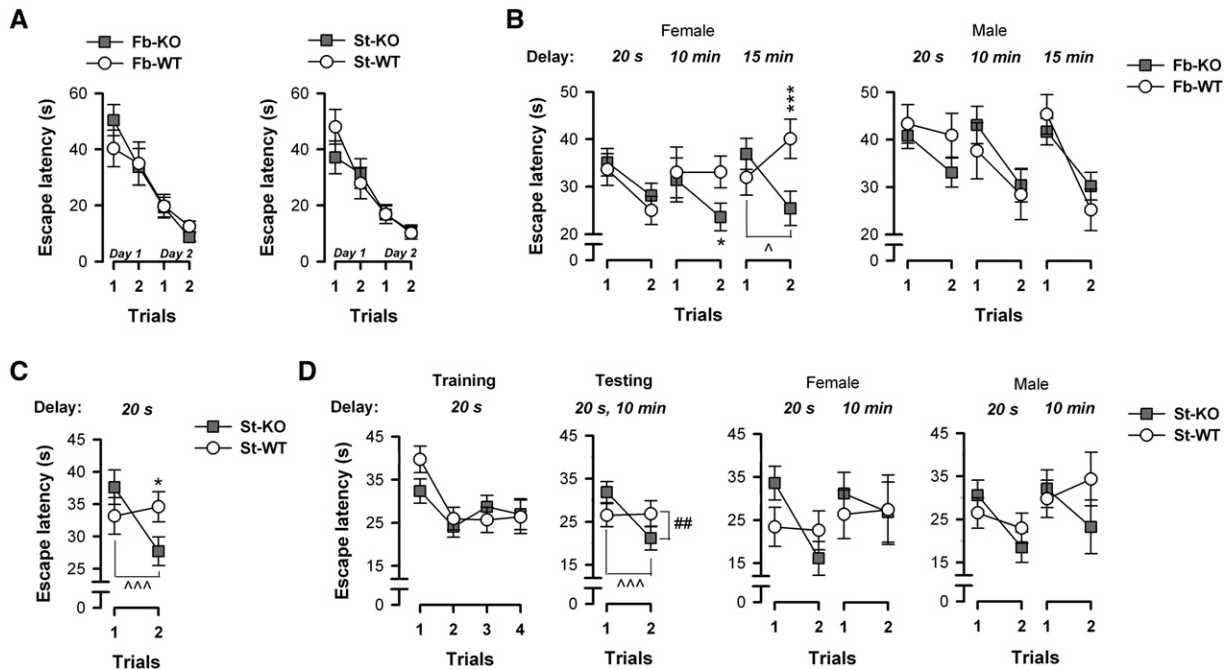 A
Fb-KO
Fb-WT
Escape latency (s)
60
40
20
0
Day 1 Day 2
1 2 1 2
Trials
St-KO
St-WT
60
40
20
0
Day 1 Day 2
1 2 1 2
Trials
B
Female
Delay: 20 s 10 min 15 min
Escape latency (s)
50
40
30
20
0
***
*
^
1 2 1 2 1 2
Trials
Male
20 s 10 min 15 min
50
40
30
20
0
1 2 1 2 1 2
Trials
Fb-KO
Fb-WT
C
Delay: 20 s
St-KO
St-WT
Escape latency (s)
45
40
35
30
25
0
*
^^^
1 2
Trials
D
Training
Delay: 20 s
Escape latency (s)
45
35
25
15
0
1 2 3 4
Trials
Testing
20 s, 10 min
45
35
25
15
0
##
^^^
1 2
Trials
Female
20 s 10 min
45
35
25
15
0
1 2 1 2
Trials
Male
20 s 10 min
45
35
25
15
0
1 2 1 2
Trials
St-KO
St-WT